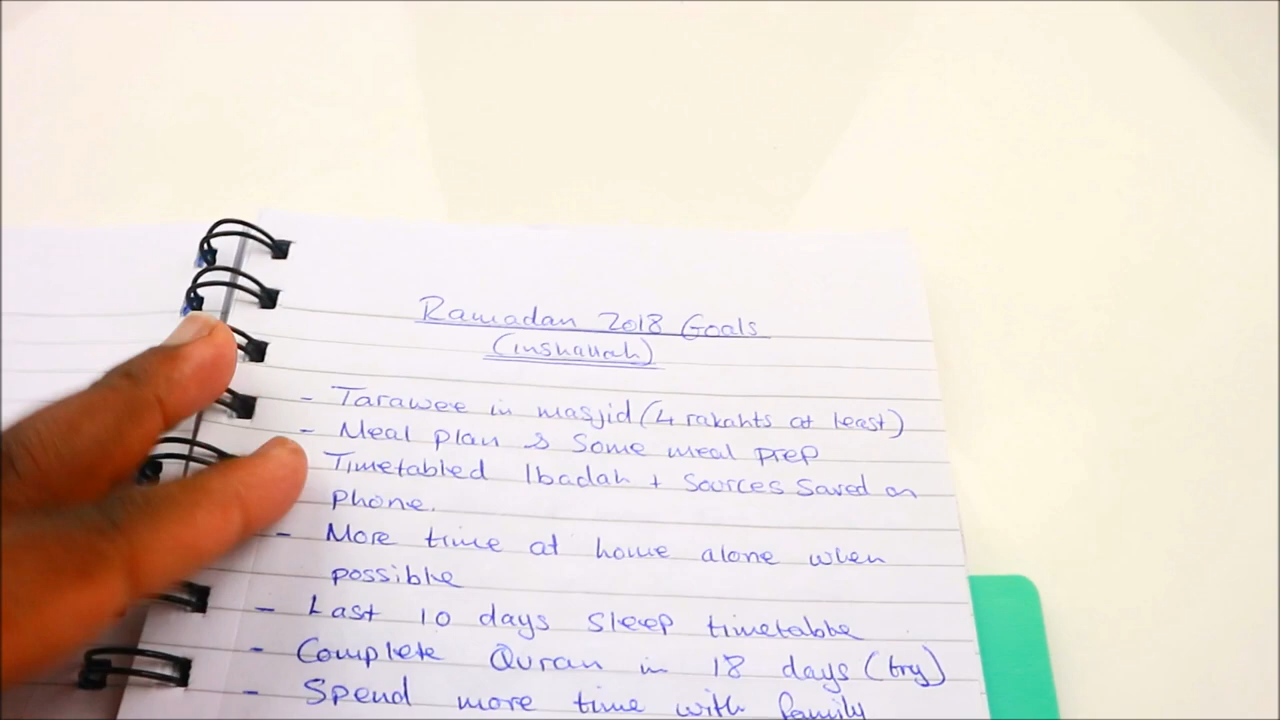 Ramadan 2018 Goals
(inshallah)
- Tarawee in masjid (4 rakahts at least)
- Meal plan & Some meal prep
Timetabled Ibadah + Sources saved on
phone.
- More time at home alone when
possible
- Last 10 days sleep timetable
- Complete Quran in 18 days (try)
- Spend more time with family